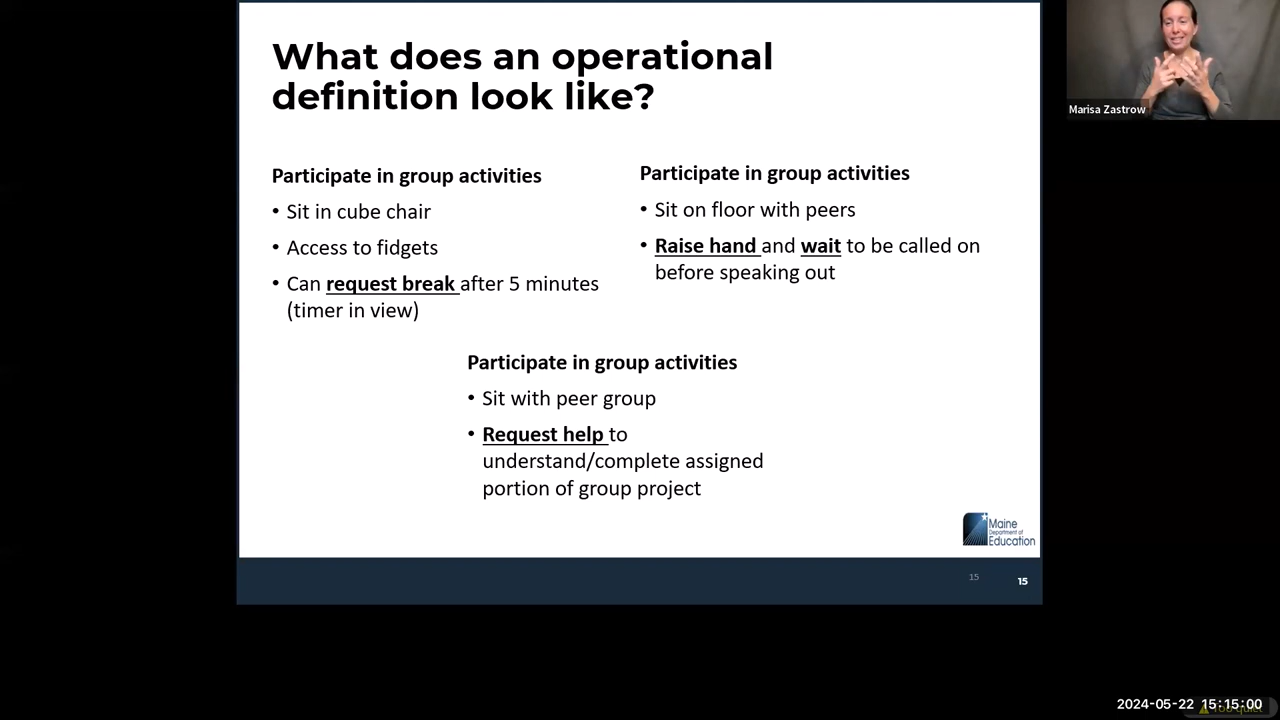 What does an operational
definition look like?
Marisa Zastrow
Participate in group activities
• Sit in cube chair
• Access to fidgets
• Can request break after 5 minutes
(timer in view)
Participate in group activities
• Sit on floor with peers
• Raise hand and wait to be called on
before speaking out
Participate in group activities
• Sit with peer group
• Request help to
understand/complete assigned
portion of group project
Maine
Department of
Education
15
15
2024-05-22 15:15:00